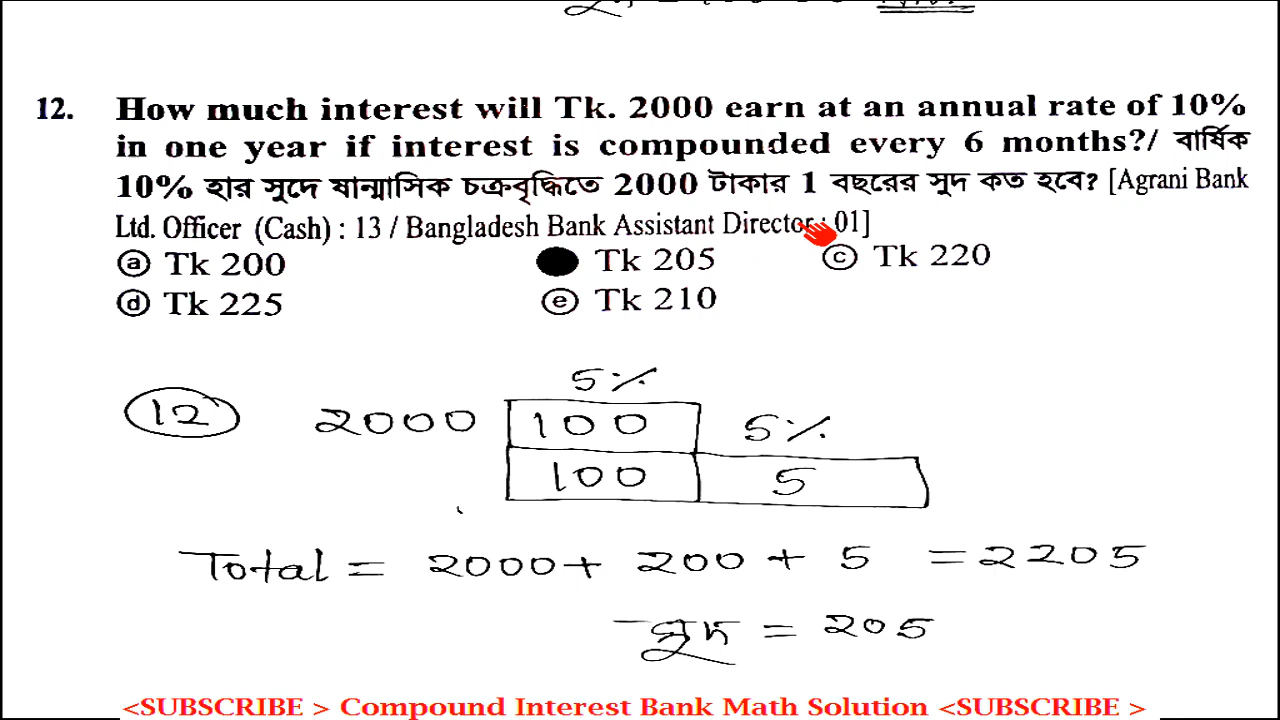 12. How much interest will Tk. 2000 earn at an annual rate of 10%
in one year if interest is compounded every 6 months?/ বার্ষিক
10% হার সুদে ষান্মাসিক চক্রবৃদ্ধিতে 2000 টাকার 1 বছরের সুদ কত হবে? [Agrani Bank
Ltd. Officer (Cash) : 13 / Bangladesh Bank Assistant Director : 01]
ⓐ Tk 200 Tk 205 ⓒ Tk 220
ⓓ Tk 225 ⓔ Tk 210
5%
12 2000 100 5%
100 5
Total = 2000 + 200 + 5 = 2205
সুদ = 205
<SUBSCRIBE > Compound Interest Bank Math Solution <SUBSCRIBE >